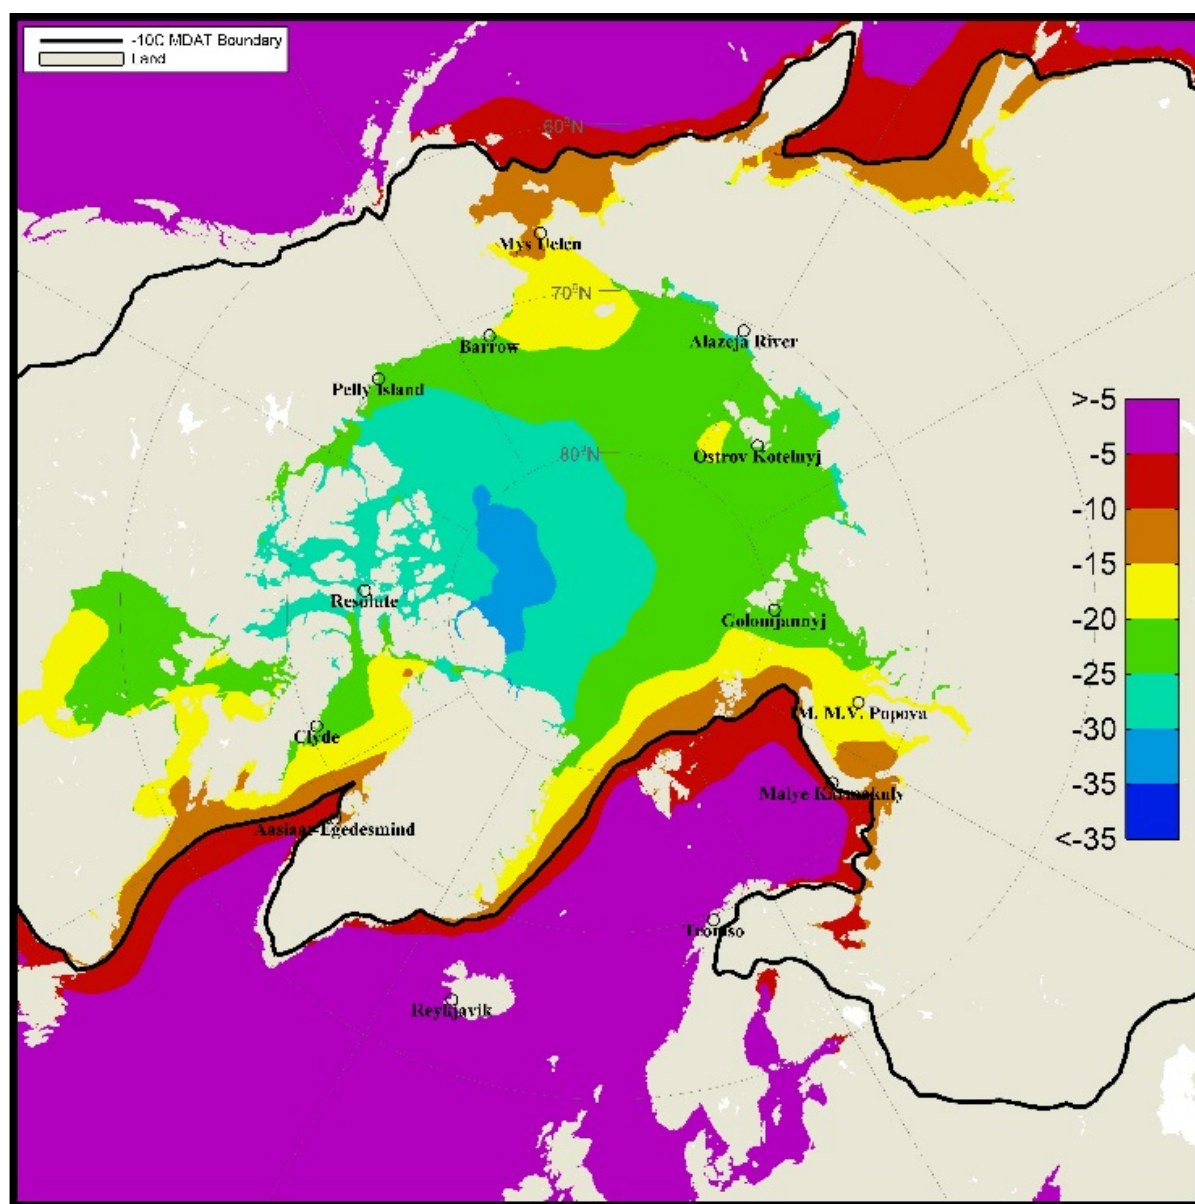 -10C MDAT Boundary
Land
60°N
Mys Uelen
70°N
Barrow
Alazeja River
Pelly Island
80°N
Ostrov Kotelnyj
Resolute
Golomjannyj
IM. M.V. Popova
Clyde
Malye Karmakuly
Aasiaat-Egedesmind
Tromso
Reykjavik
>-5
-5
-10
-15
-20
-25
-30
-35
<-35